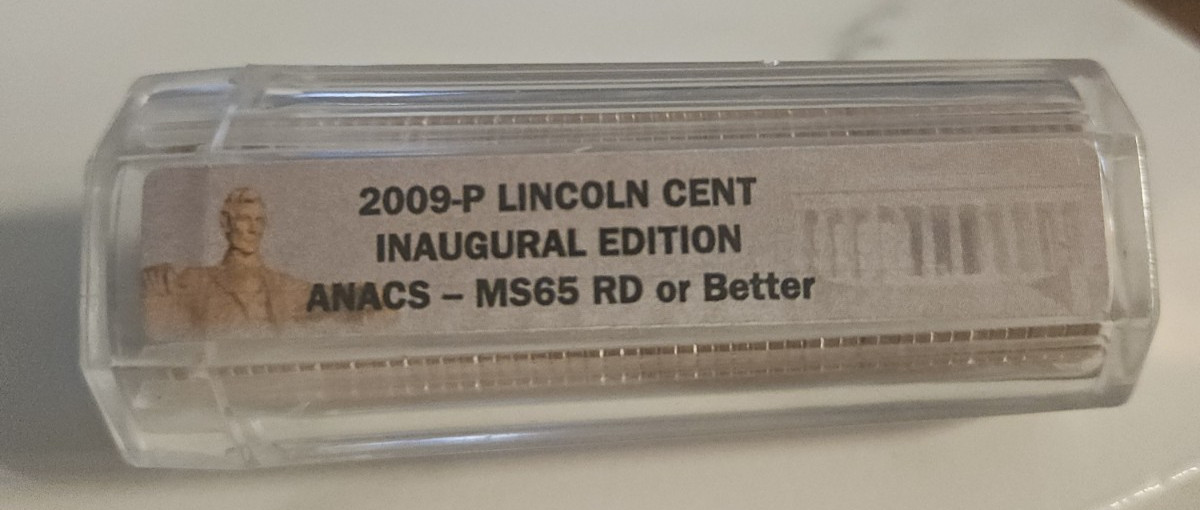 2009-P LINCOLN CENT
INAUGURAL EDITION
ANACS – MS65 RD or Better